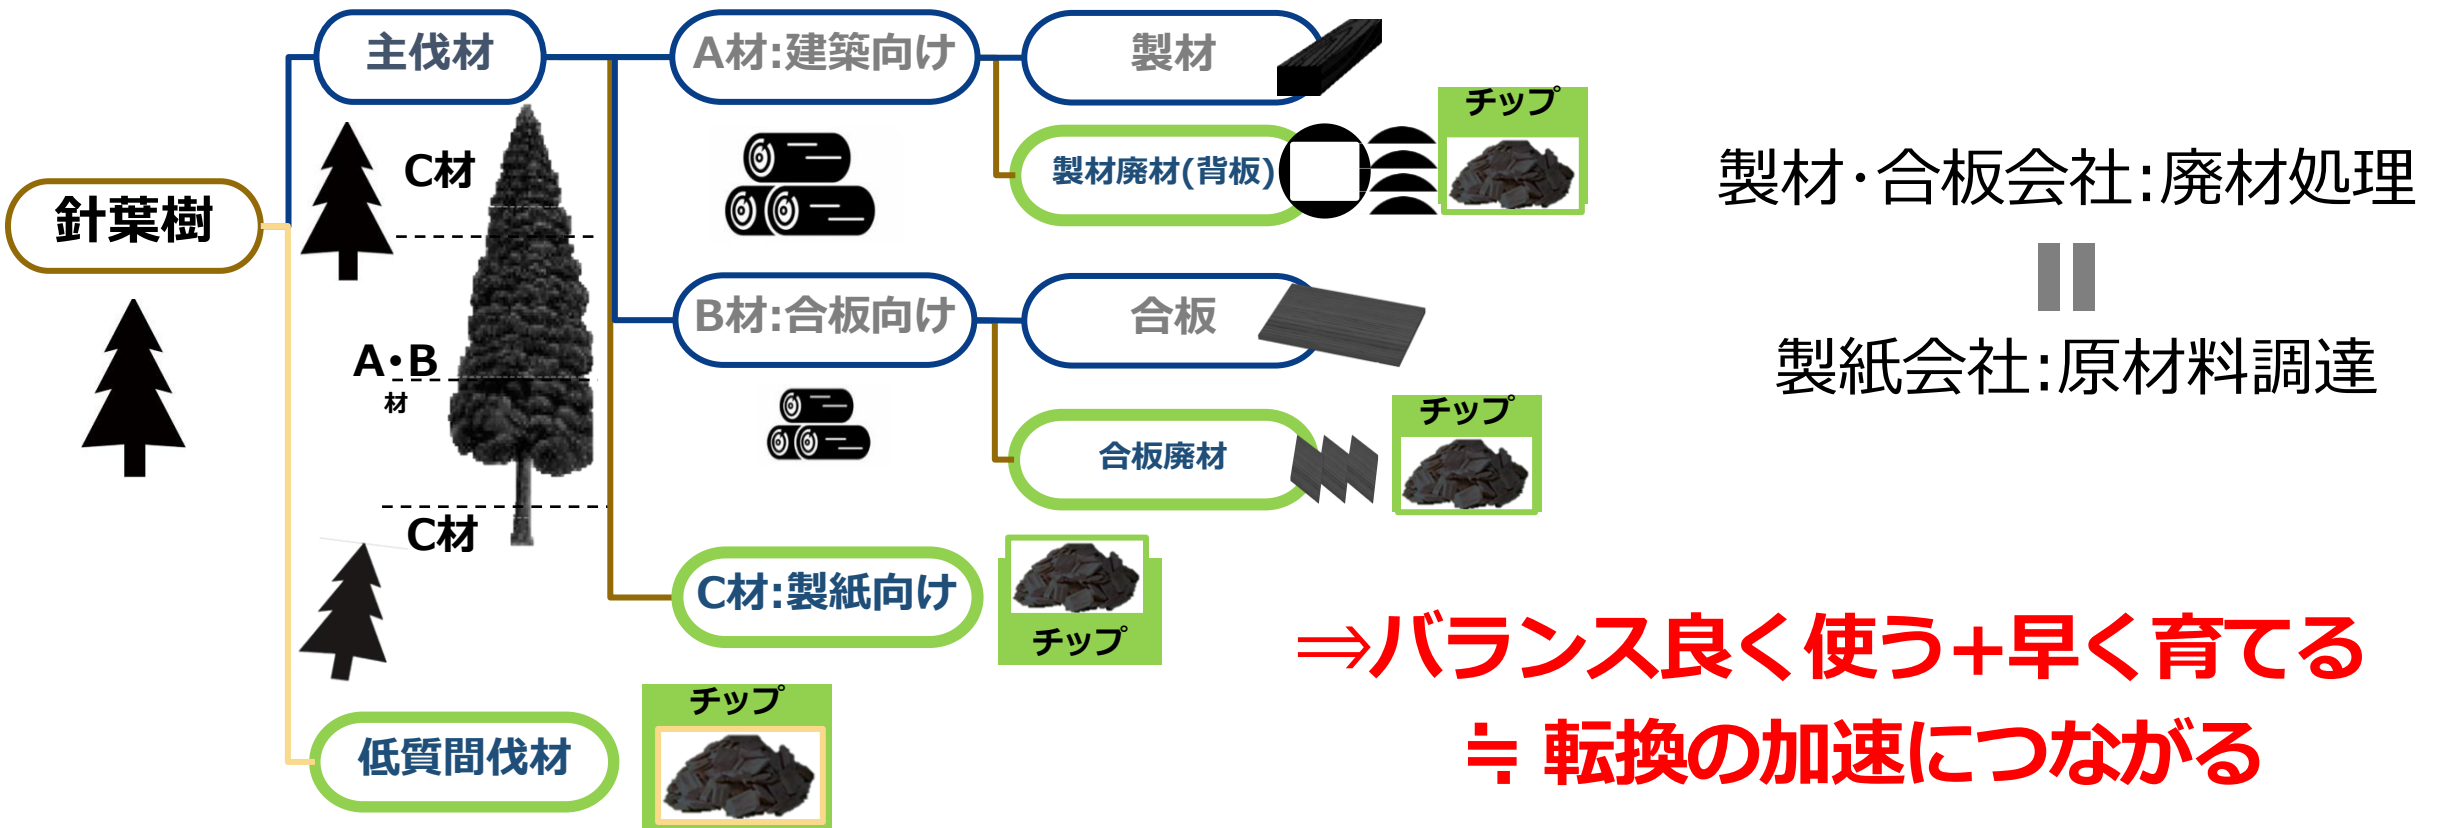 主伐材
A材:建築向け
製材
チップ
C材
製材廃材(背板)
製材･合板会社:廃材処理
針葉樹
B材:合板向け
合板
A･B
材
製紙会社:原材料調達
チップ
合板廃材
C材
C材:製紙向け
チップ
⇒バランス良く使う+早く育てる
チップ
低質間伐材
≒ 転換の加速につながる